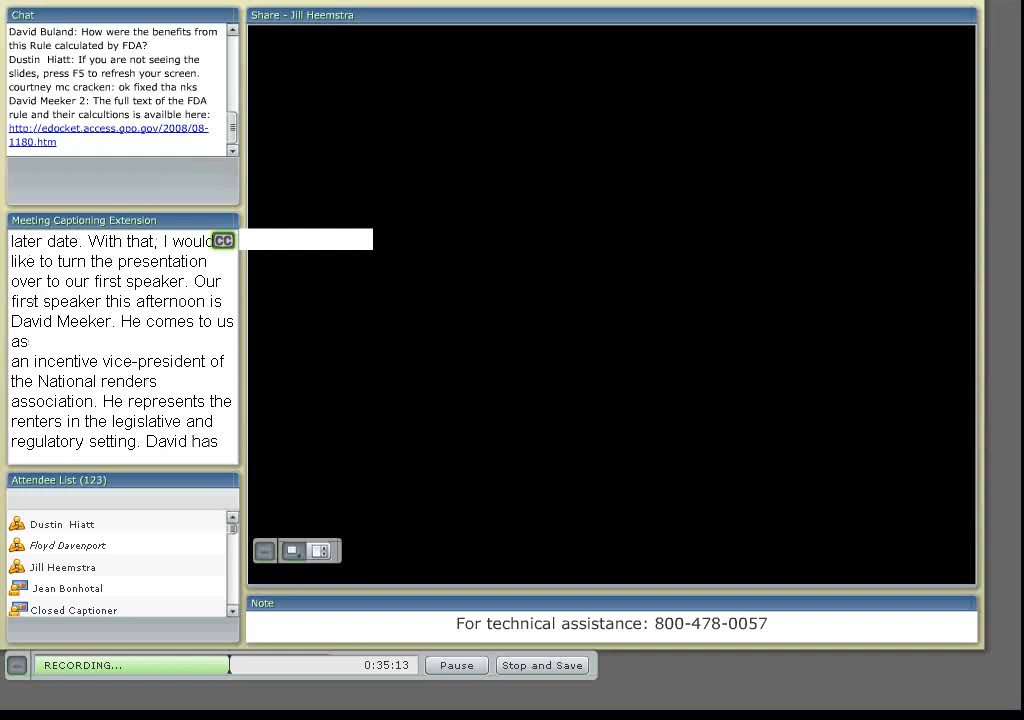 Chat
David Buland: How were the benefits from
this Rule calculated by FDA?
Dustin Hiatt: If you are not seeing the
slides, press F5 to refresh your screen.
courtney mc cracken: ok fixed tha nks
David Meeker 2: The full text of the FDA
rule and their calcultions is availble here:
http://edocket.access.gpo.gov/2008/08-
1180.htm
Meeting Captioning Extension
later date. With that, I would
CC
like to turn the presentation
over to our first speaker. Our
first speaker this afternoon is
David Meeker. He comes to us
as
an incentive vice-president of
the National renders
association. He represents the
renters in the legislative and
regulatory setting. David has
Attendee List (123)
Dustin Hiatt
Floyd Davenport
Jill Heemstra
Jean Bonhotal
Closed Captioner
Share - Jill Heemstra
Note
For technical assistance: 800-478-0057
RECORDING...
0:35:13
Pause
Stop and Save